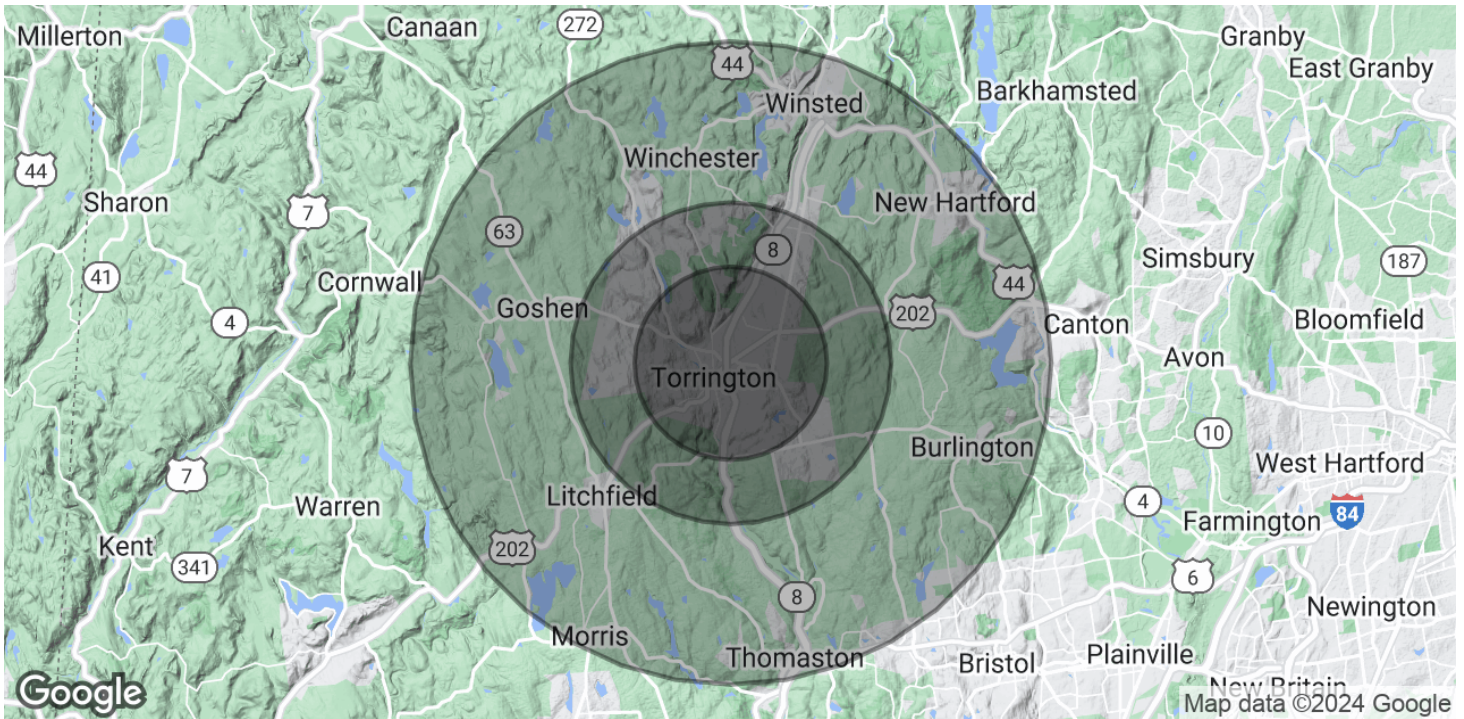 Millerton
Canaan
272
Granby
44
East Granby
Barkhamsted
Winsted
Winchester
44
Sharon
7
63
New Hartford
8
Simsbury
187
41
Cornwall
44
4
Goshen
202
Canton
Bloomfield
Avon
Torrington
10
Burlington
West Hartford
7
Litchfield
Warren
4
Farmington
84
Kent
202
341
6
8
Newington
Morris
Thomaston
Bristol
Plainville
New Britain
Google
Map data ©2024 Google